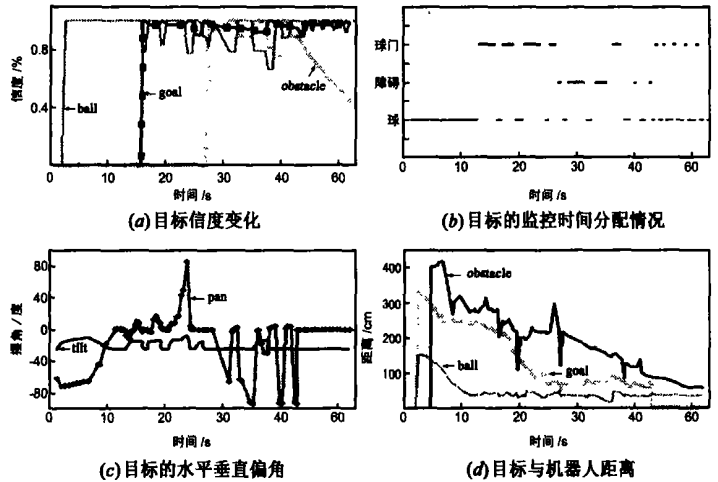 信度 /%
0.8
0.4
ball
goal
obstacle
0 10 20 30 40 50 60
时间 /s
(a)目标信度变化
球门
障碍
球
0 10 20 30 40 50 60
时间 /s
(b)目标的监控时间分配情况
摇角 / 度
80
40
0
-40
-80
tilt
pan
0 10 20 30 40 50 60
时间 /s
(c)目标的水平垂直偏角
距离 /cm
400
300
200
100
obstacle
ball
goal
0 10 20 30 40 50 60
时间 /s
(d)目标与机器人距离